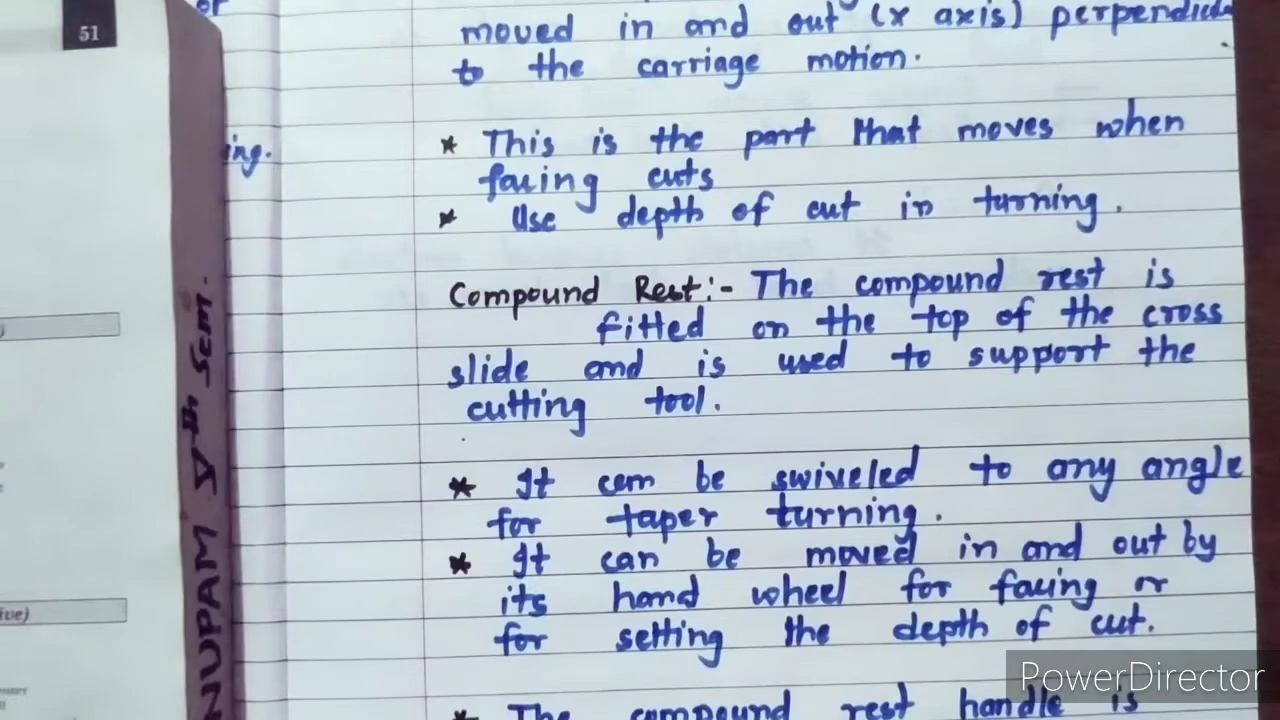 51
or
moved in and out (x axis) perpendicu
to the carriage motion.
ing.
* This is the part that moves when
facing cuts
* Use depth of cut in turning.
Compound Rest:- The compound rest is
fitted on the top of the cross
slide and is used to support the
cutting tool.
* It can be swiveled to any angle
for taper turning.
* It can be moved in and out by
its hand wheel for facing or
for setting the depth of cut.
* The compound rest handle is
NUPAM Vth Sem.
ive)
PowerDirector